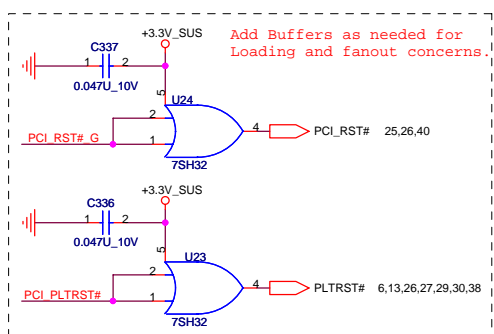 +3.3V_SUS
Add Buffers as needed for
Loading and fanout concerns.
C337
1 2
0.047U_10V
5
U24
2
PCI_RST#_G 1
4 PCI_RST# 25,26,40
7SH32
+3.3V_SUS
C336
1 2
0.047U_10V
5
U23
2
PCI_PLTRST# 1
4 PLTRST# 6,13,26,27,29,30,38
7SH32